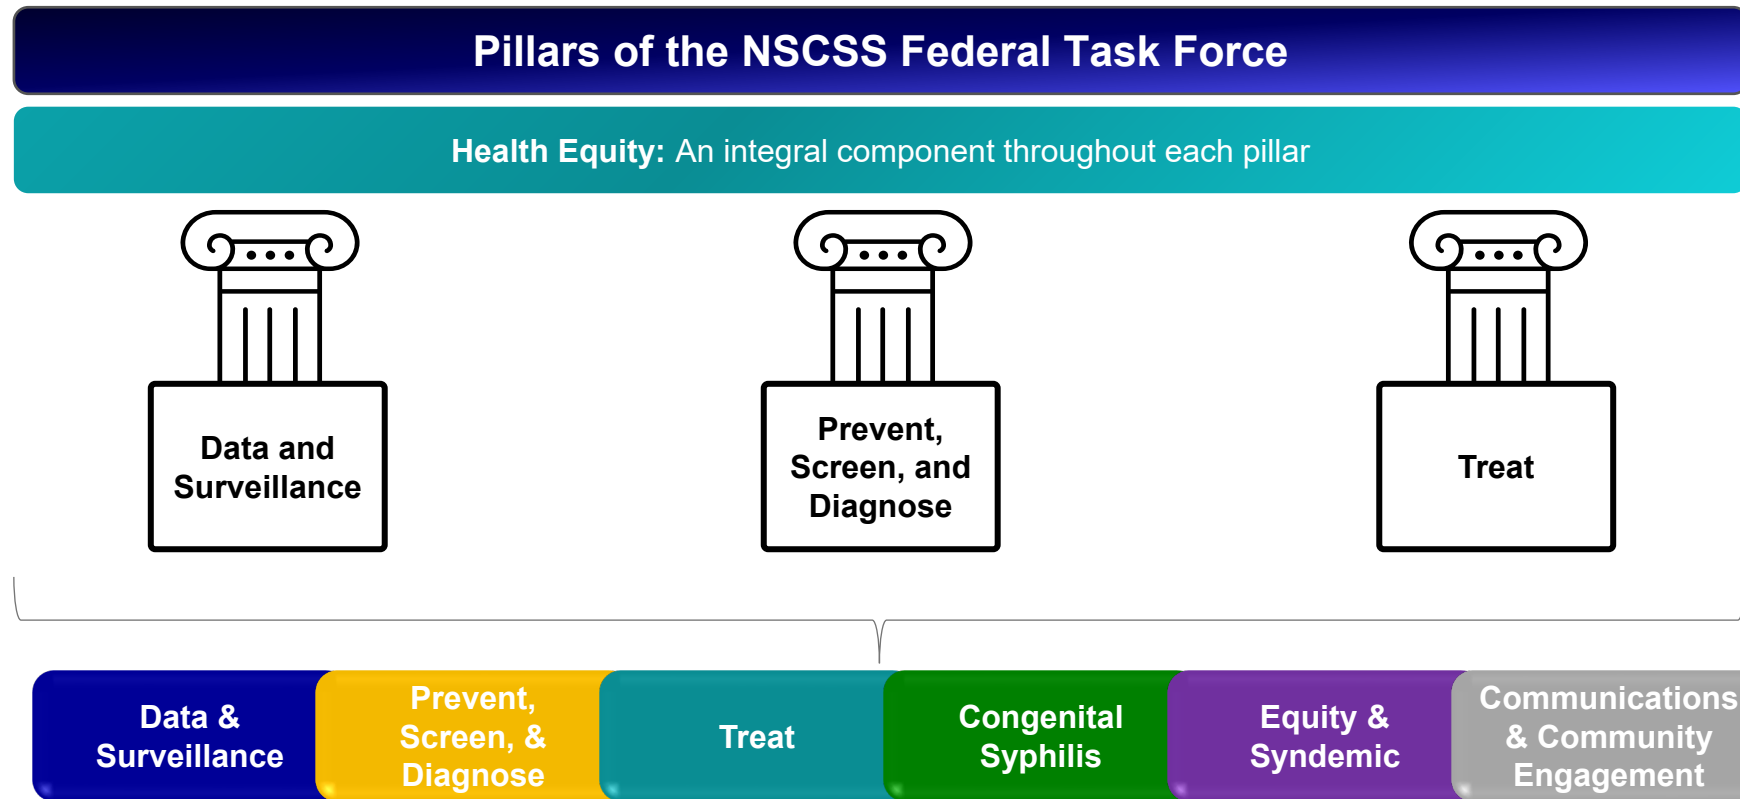 Pillars of the NSCSS Federal Task Force
Health Equity: An integral component throughout each pillar
Data and
Surveillance
Prevent,
Screen, and
Diagnose
Treat
Data &
Surveillance
Prevent,
Screen, &
Diagnose
Treat
Congenital
Syphilis
Equity &
Syndemic
Communications
& Community
Engagement